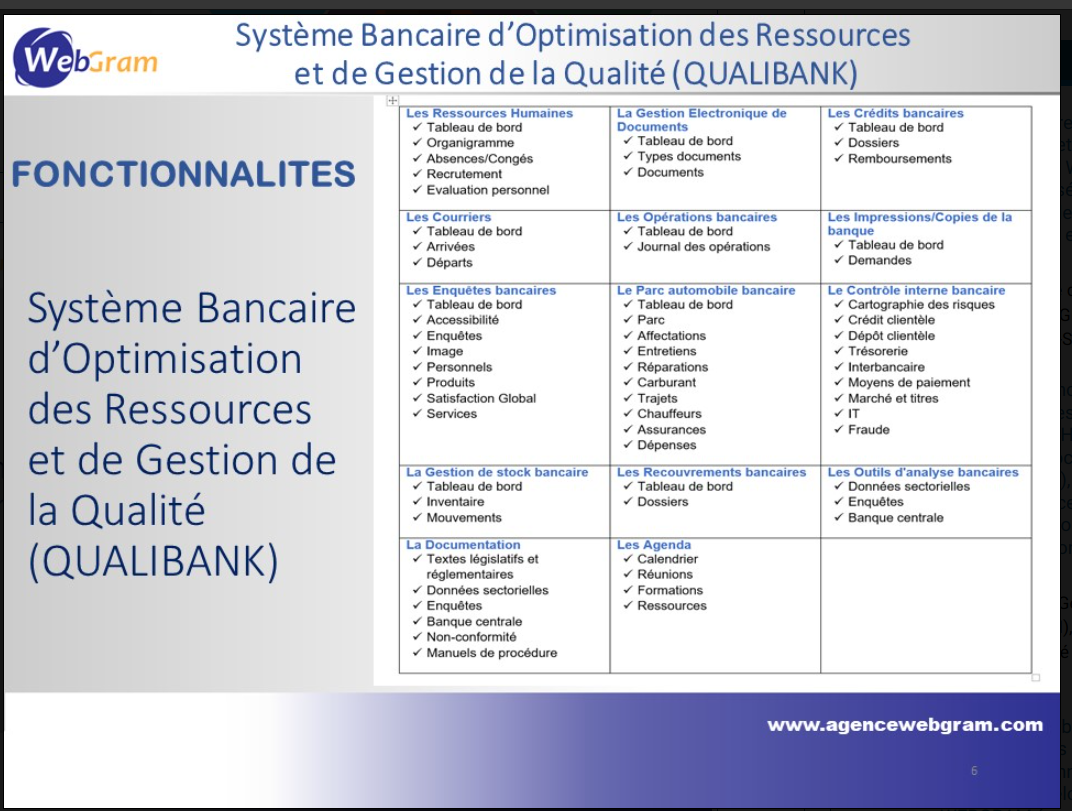 WebGram
Système Bancaire d’Optimisation des Ressources
et de Gestion de la Qualité (QUALIBANK)
FONCTIONNALITES
Système Bancaire
d’Optimisation
des Ressources
et de Gestion de
la Qualité
(QUALIBANK)
Les Ressources Humaines
✓ Tableau de bord
✓ Organigramme
✓ Absences/Congés
✓ Recrutement
✓ Evaluation personnel
La Gestion Electronique de
Documents
✓ Tableau de bord
✓ Types documents
✓ Documents
Les Crédits bancaires
✓ Tableau de bord
✓ Dossiers
✓ Remboursements
Les Courriers
✓ Tableau de bord
✓ Arrivées
✓ Départs
Les Opérations bancaires
✓ Tableau de bord
✓ Journal des opérations
Les Impressions/Copies de la
banque
✓ Tableau de bord
✓ Demandes
Les Enquêtes bancaires
✓ Tableau de bord
✓ Accessibilité
✓ Enquêtes
✓ Image
✓ Personnels
✓ Produits
✓ Satisfaction Global
✓ Services
Le Parc automobile bancaire
✓ Tableau de bord
✓ Parc
✓ Affectations
✓ Entretiens
✓ Réparations
✓ Carburant
✓ Trajets
✓ Chauffeurs
✓ Assurances
✓ Dépenses
Le Contrôle interne bancaire
✓ Cartographie des risques
✓ Crédit clientèle
✓ Dépôt clientèle
✓ Trésorerie
✓ Interbancaire
✓ Moyens de paiement
✓ Marché et titres
✓ IT
✓ Fraude
La Gestion de stock bancaire
✓ Tableau de bord
✓ Inventaire
✓ Mouvements
Les Recouvrements bancaires
✓ Tableau de bord
✓ Dossiers
Les Outils d'analyse bancaires
✓ Données sectorielles
✓ Enquêtes
✓ Banque centrale
La Documentation
✓ Textes législatifs et
réglementaires
✓ Données sectorielles
✓ Enquêtes
✓ Banque centrale
✓ Non-conformité
✓ Manuels de procédure
Les Agenda
✓ Calendrier
✓ Réunions
✓ Formations
✓ Ressources
www.agencewebgram.com
6